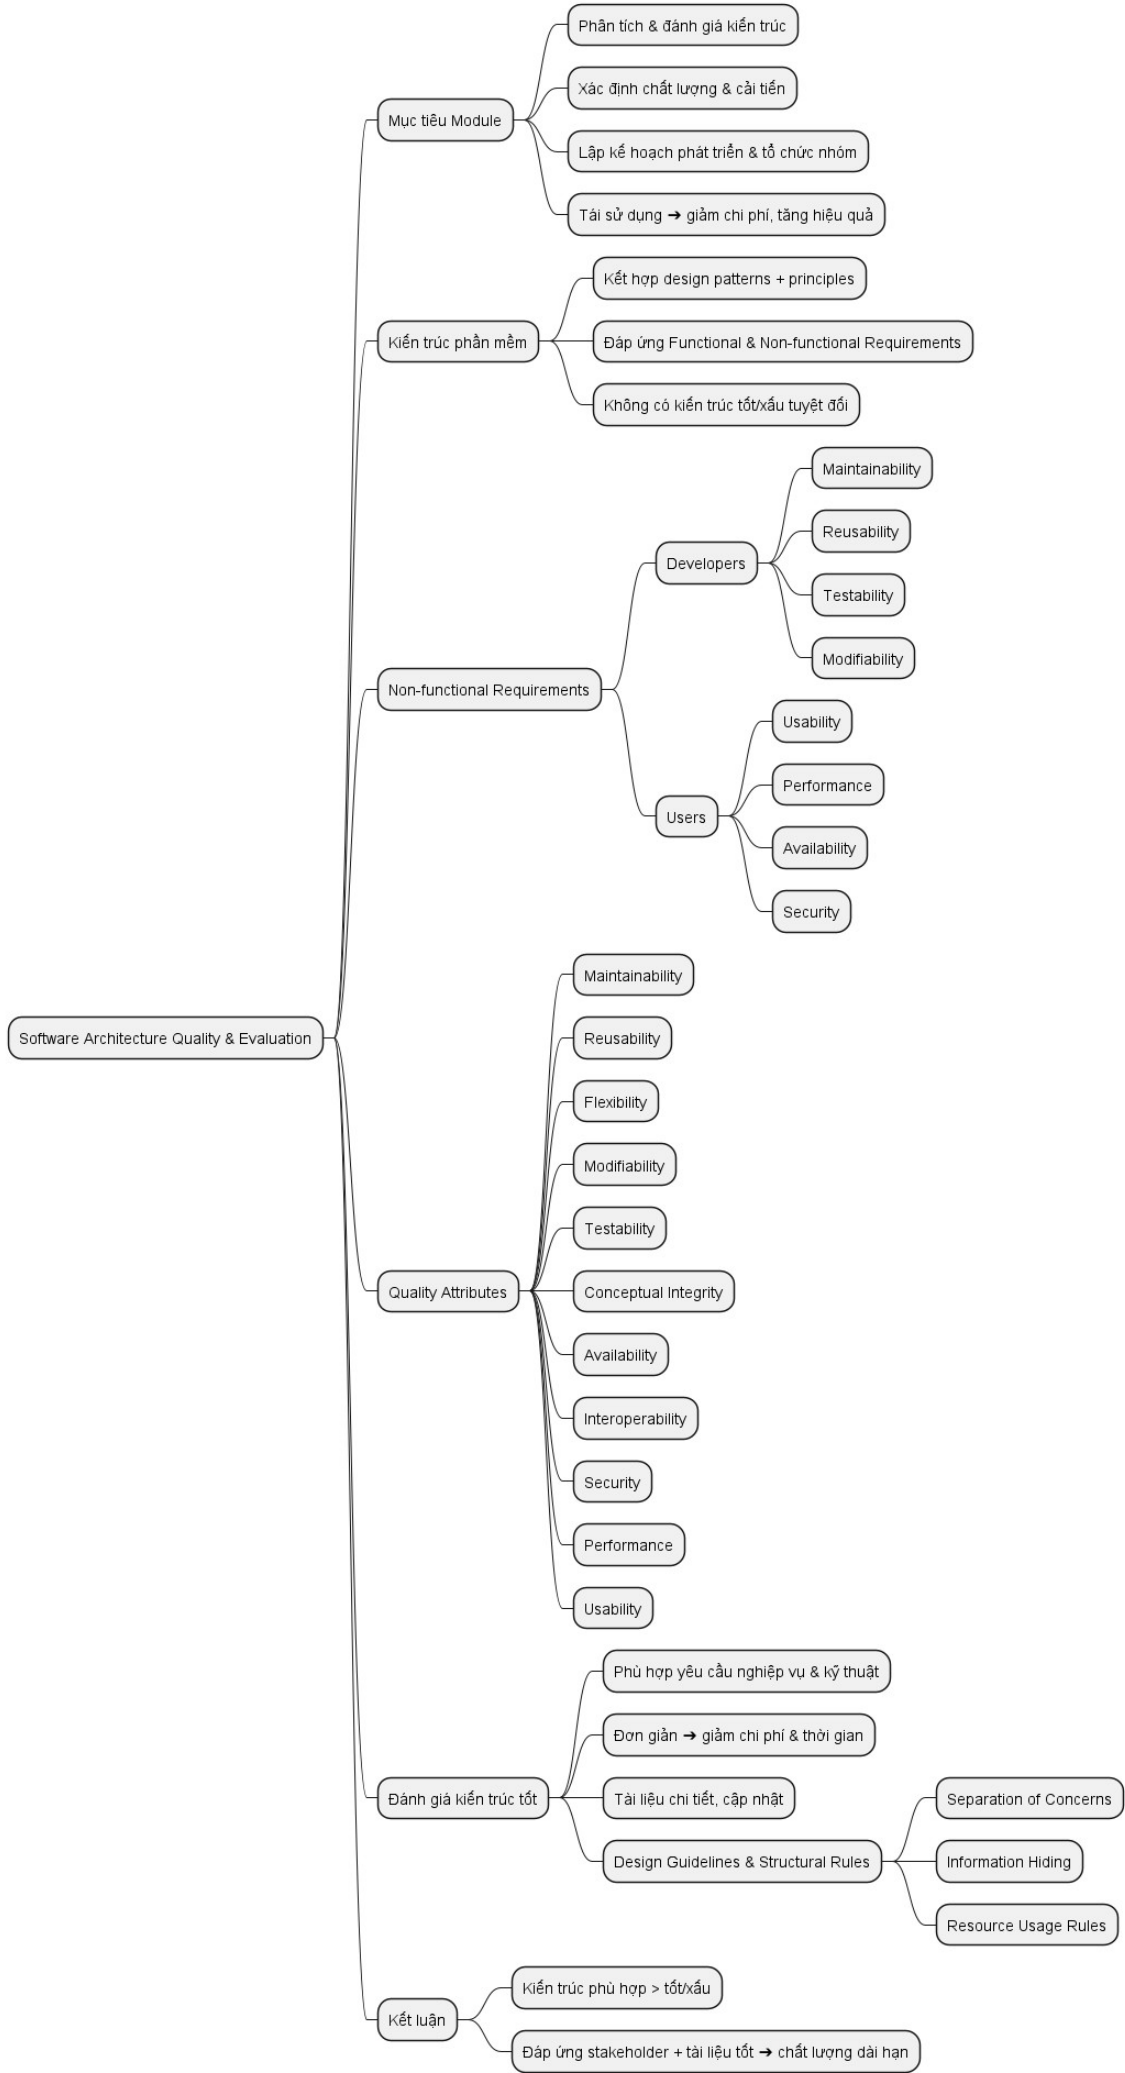 Phân tích & đánh giá kiến trúc
Xác định chất lượng & cải tiến
Mục tiêu Module
Lập kế hoạch phát triển & tổ chức nhóm
Tái sử dụng ➔ giảm chi phí, tăng hiệu quả
Kết hợp design patterns + principles
Kiến trúc phần mềm
Đáp ứng Functional & Non-functional Requirements
Không có kiến trúc tốt/xấu tuyệt đối
Maintainability
Reusability
Developers
Testability
Modifiability
Non-functional Requirements
Usability
Performance
Users
Availability
Security
Software Architecture Quality & Evaluation
Maintainability
Reusability
Flexibility
Modifiability
Testability
Quality Attributes
Conceptual Integrity
Availability
Interoperability
Security
Performance
Usability
Phù hợp yêu cầu nghiệp vụ & kỹ thuật
Đơn giản ➔ giảm chi phí & thời gian
Đánh giá kiến trúc tốt
Tài liệu chi tiết, cập nhật
Design Guidelines & Structural Rules
Separation of Concerns
Information Hiding
Resource Usage Rules
Kết luận
Kiến trúc phù hợp > tốt/xấu
Đáp ứng stakeholder + tài liệu tốt ➔ chất lượng dài hạn